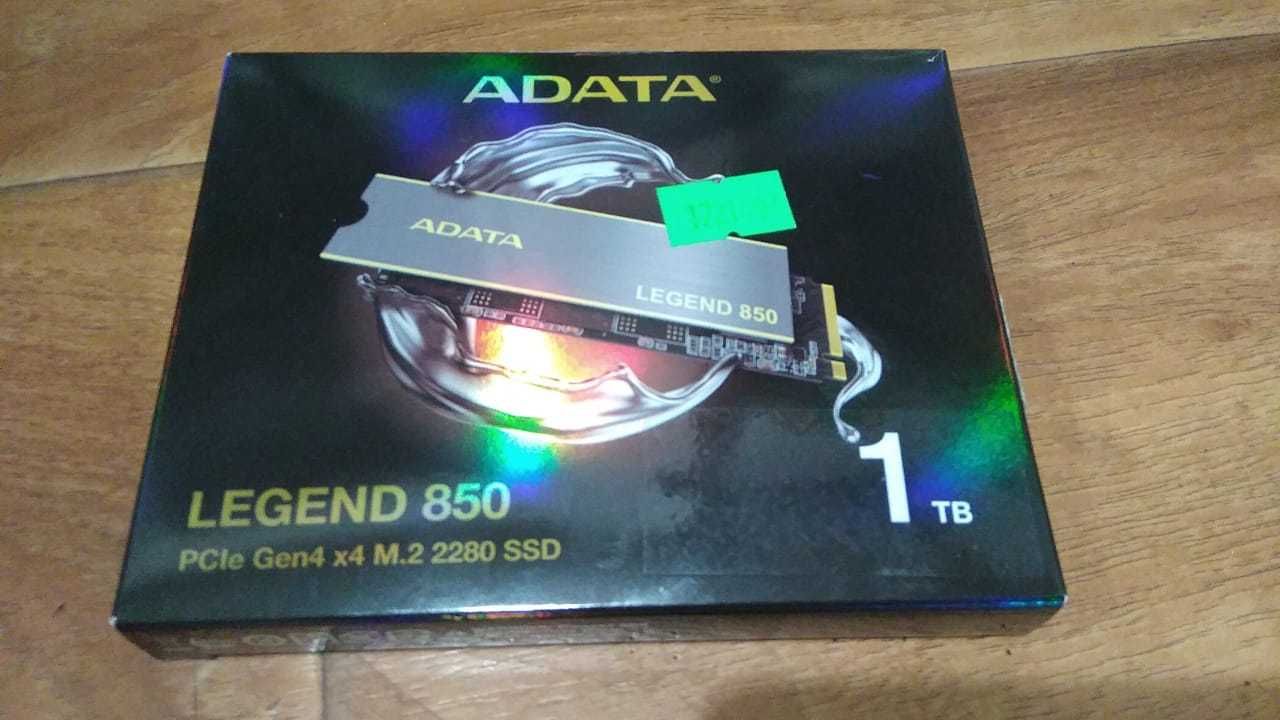 ADATA®
ADATA
LEGEND 850
1 TB
LEGEND 850
PCIe Gen4 x4 M.2 2280 SSD